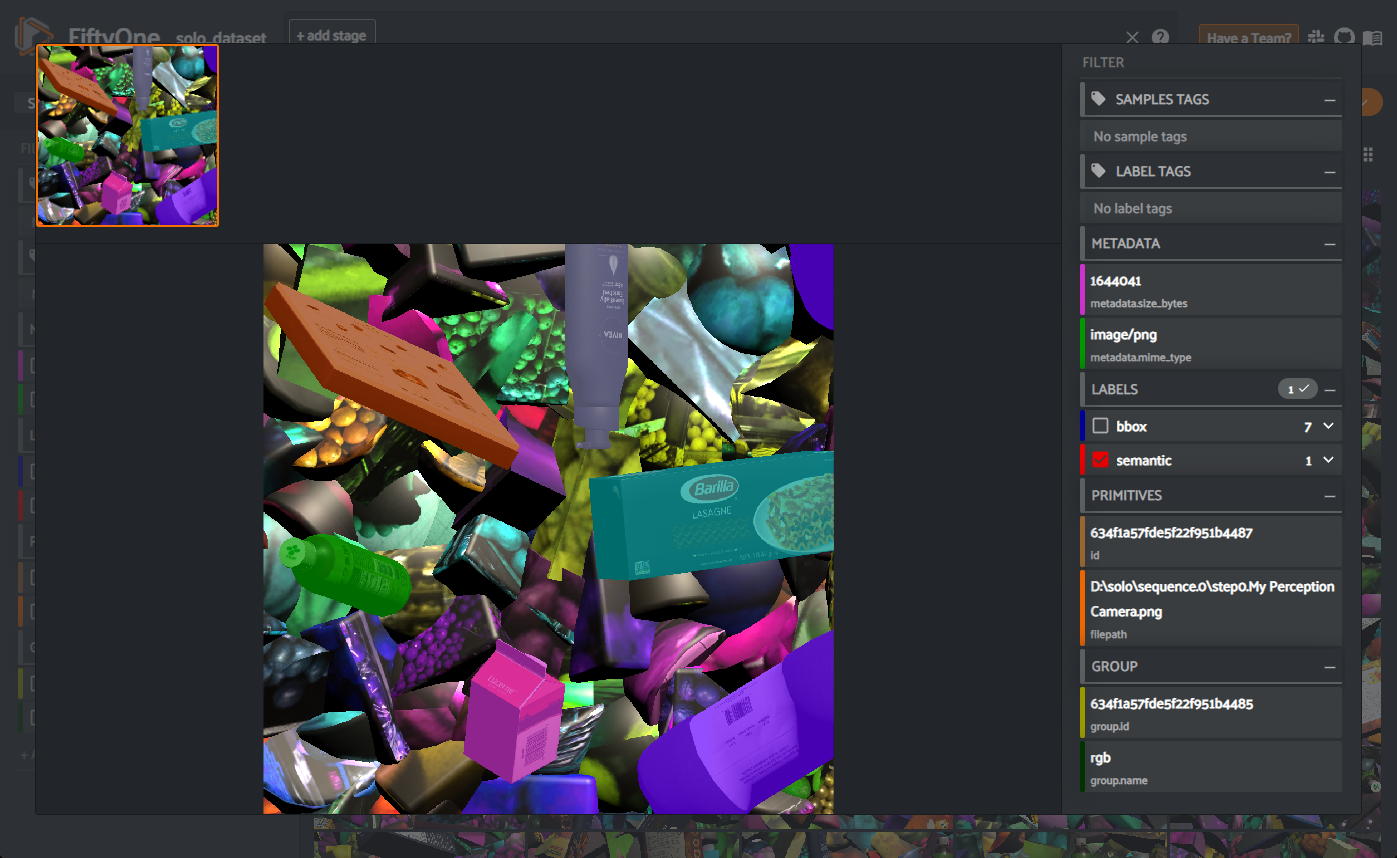 FiftyOne
solo_dataset
+ add stage
Have a Team?
FILTER
SAMPLES TAGS
No sample tags
LABEL TAGS
No label tags
METADATA
1644041
metadata.size_bytes
image/png
metadata.mime_type
LABELS
1
bbox
7
semantic
1
PRIMITIVES
634f1a57fde5f22f951b4487
id
D:\solo\sequence.0\step0.My Perception
Camera.png
filepath
GROUP
634f1a57fde5f22f951b4485
group.id
rgb
group.name
NIVEA
Barilla
LASAGNE